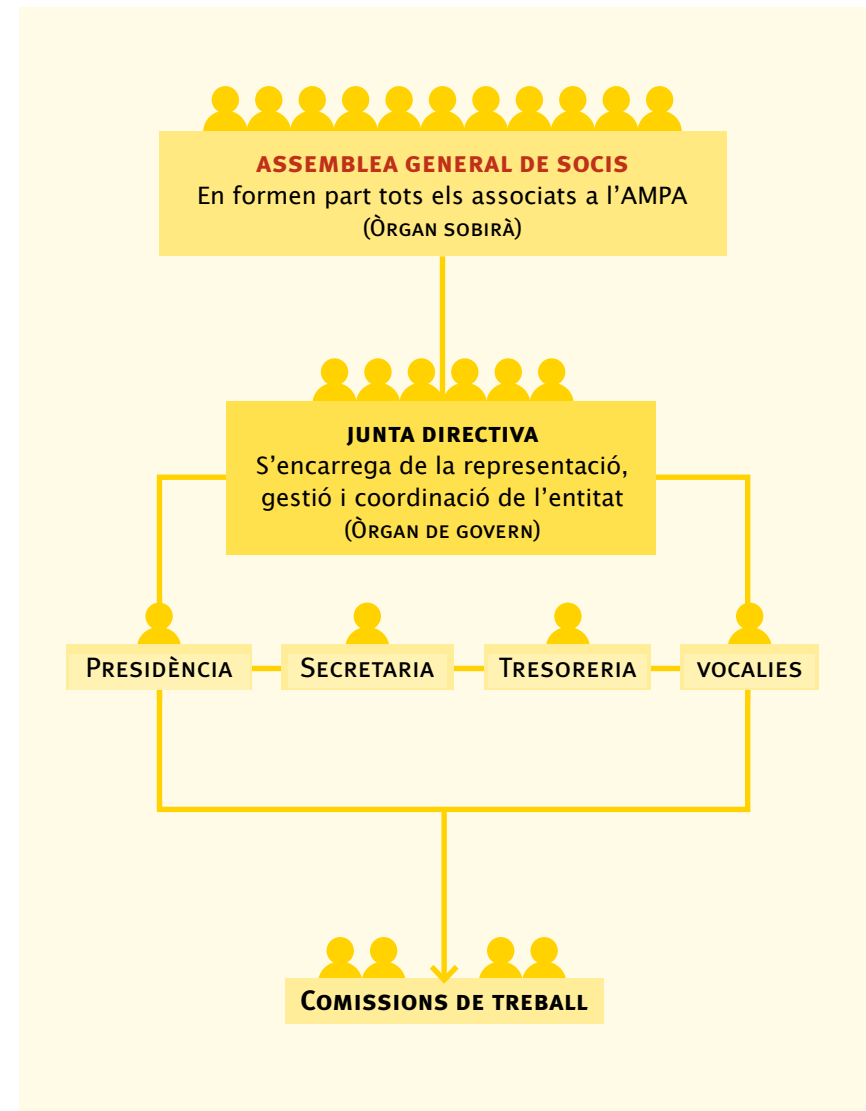 ASSEMBLEA GENERAL DE SOCIS
En formen part tots els associats a l’AMPA
(Òrgan sobirà)
JUNTA DIRECTIVA
S’encarrega de la representació,
gestió i coordinació de l’entitat
(Òrgan de govern)
Presidència
Secretaria
Tresoreria
vocalies
Comissions de treball